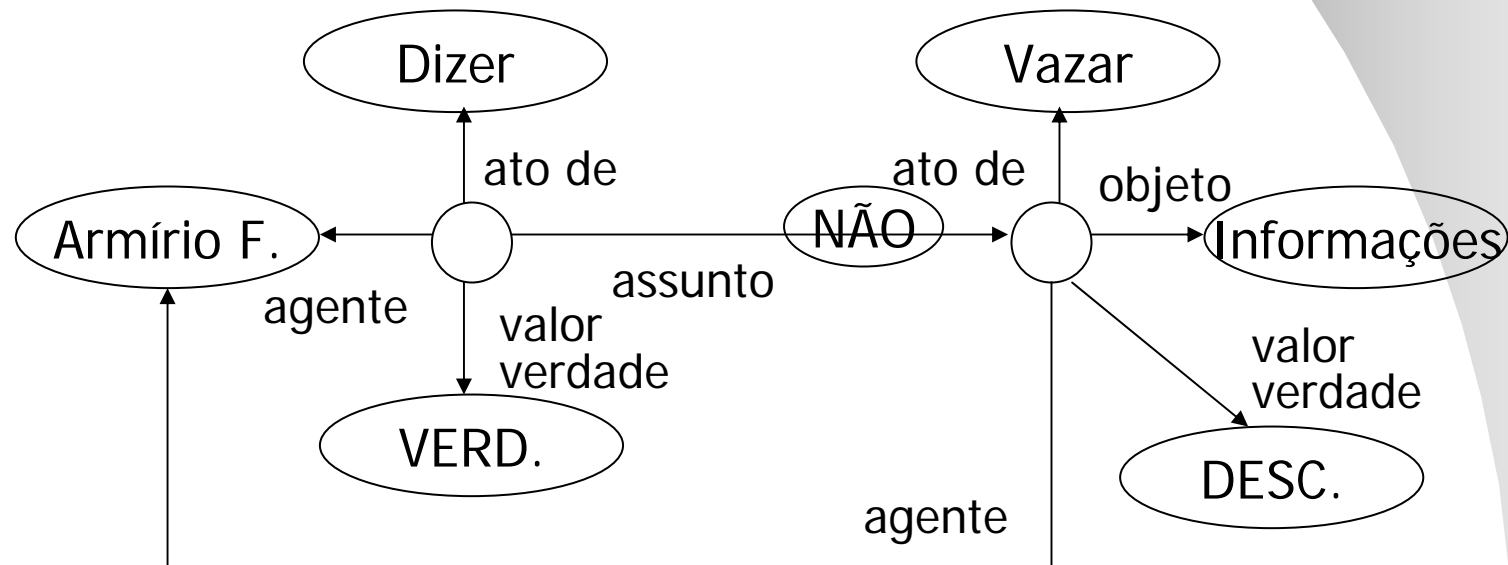 Dizer
Vazar
ato de
ato de
objeto
Armírio F.
NÃO
Informações
assunto
agente
valor
verdade
valor
verdade
VERD.
DESC.
agente